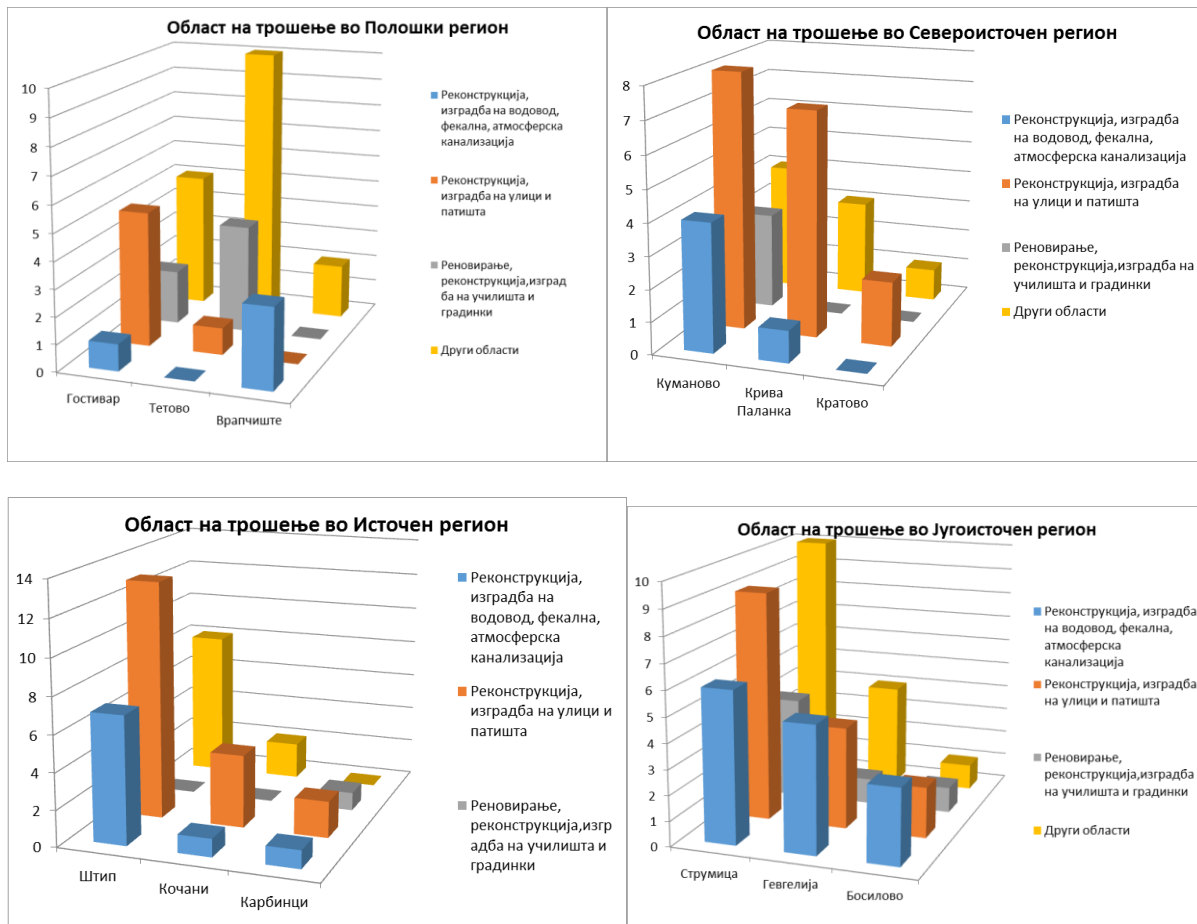 Област на трошење во Полошки регион
10
9
8
7
6
5
4
3
2
1
0
Гостивар
Тетово
Врапчиште
Реконструкција,
изградба на водовод,
фекална, атмосферска
канализација
Реконструкција,
изградба на улици и
патишта
Реновирање,
реконструкција,изград
ба на училишта и
градинки
Други области
Област на трошење во Североисточен регион
8
7
6
5
4
3
2
1
0
Куманово
Крива
Паланка
Кратово
Реконструкција, изградба
на водовод, фекална,
атмосферска канализација
Реконструкција, изградба
на улици и патишта
Реновирање,
реконструкција,изградба на
училишта и градинки
Други области
Област на трошење во Источен регион
14
12
10
8
6
4
2
0
Штип
Кочани
Карбинци
Реконструкција,
изградба на
водовод, фекална,
атмосферска
канализација
Реконструкција,
изградба на улици и
патишта
Реновирање,
реконструкција,изгр
адба на училишта и
градинки
Област на трошење во Југоисточен регион
10
9
8
7
6
5
4
3
2
1
0
Струмица
Гевгелија
Босилово
Реконструкција, изградба
на водовод, фекална,
атмосферска
канализација
Реконструкција, изградба
на улици и патишта
Реновирање,
реконструкција,изградба
на училишта и градинки
Други области